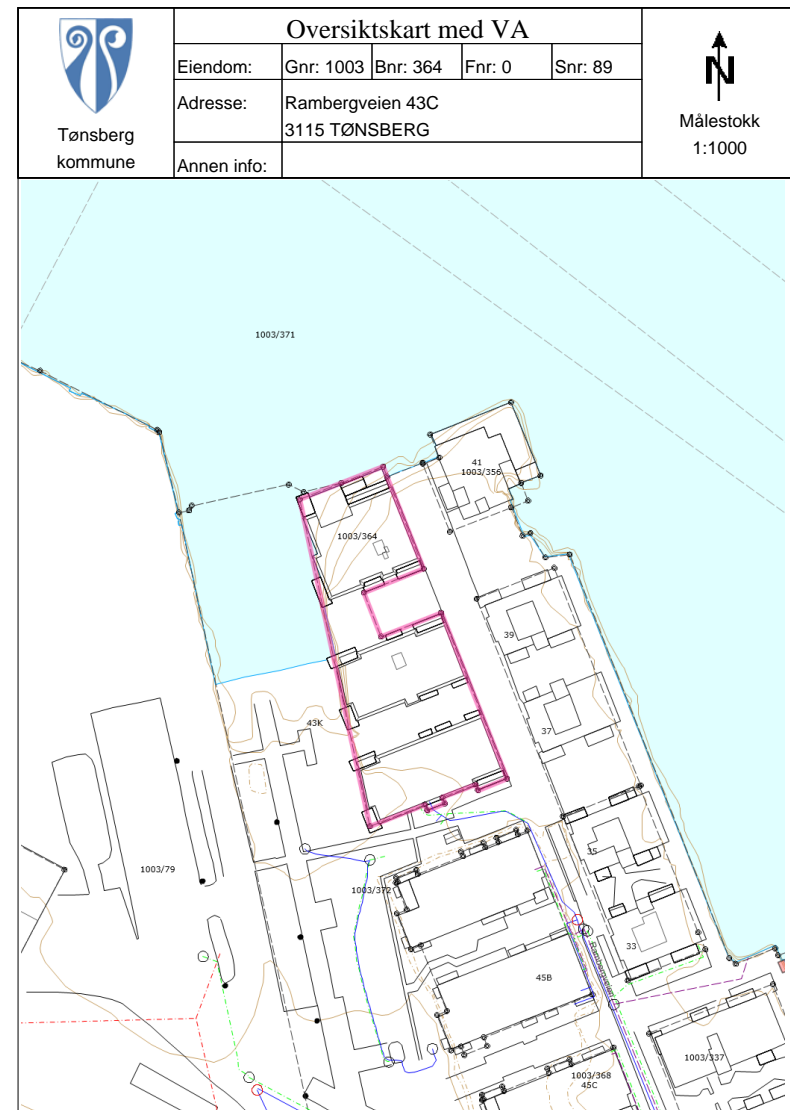 Oversiktskart med VA
Eiendom: Gnr: 1003 Bnr: 364 Fnr: 0 Snr: 89
Adresse: Rambergveien 43C
3115 TØNSBERG
Annen info:
Tønsberg
kommune
N
Målestokk
1:1000
1003/371
41
1003/356
1003/364
39
37
43K
35
1003/79
1003/372
33
Rambergveien
45B
1003/337
1003/368
45C